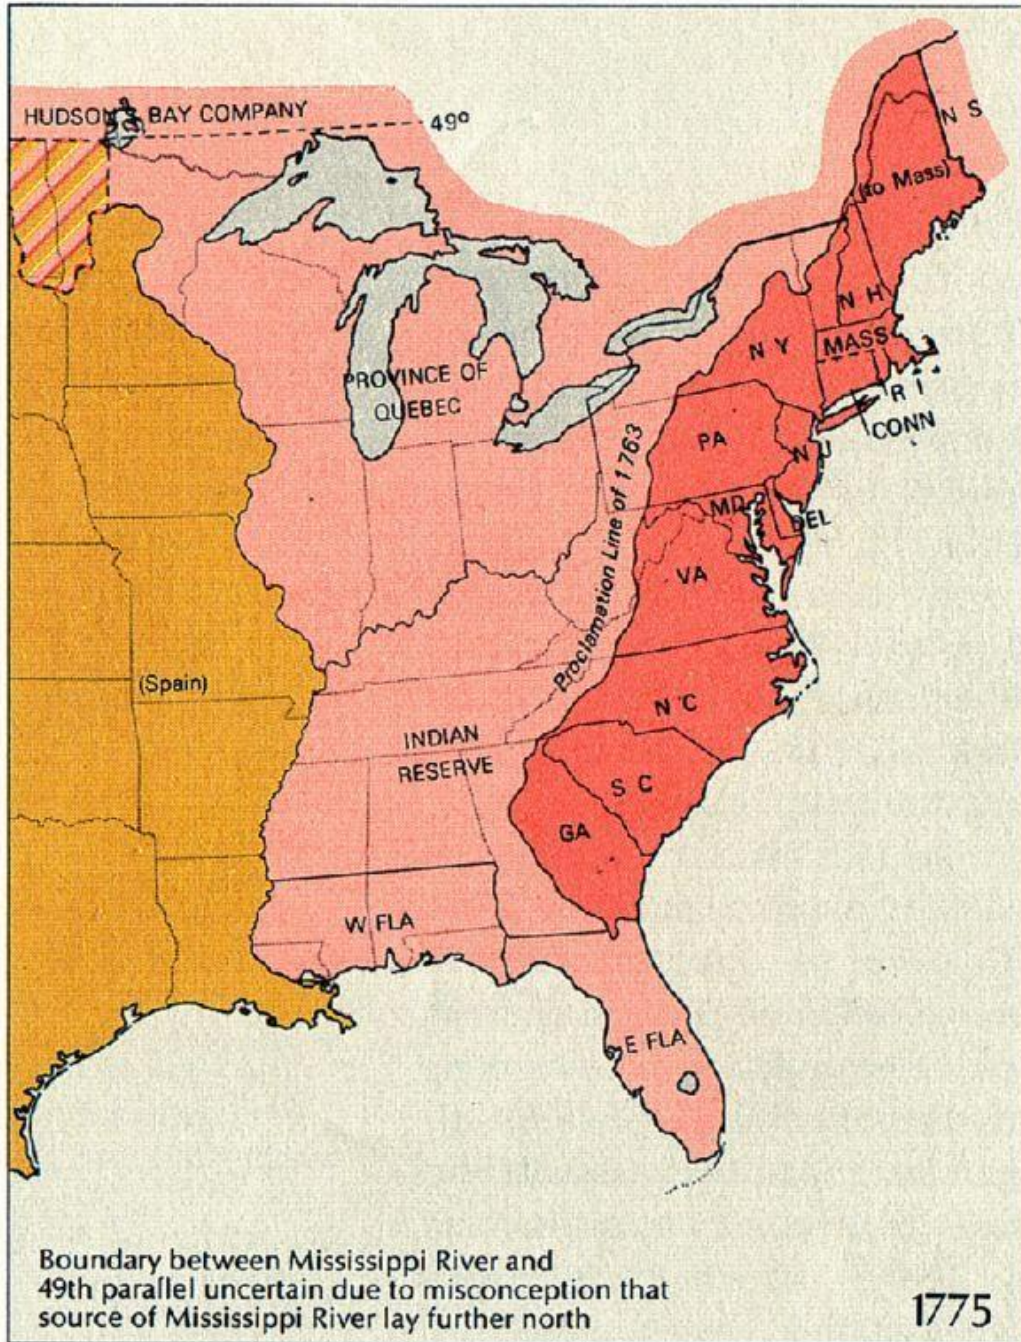 HUDSON BAY COMPANY
49º
N S
(to Mass)
N H
N Y
MASS
PROVINCE OF
QUEBEC
R I
CONN
PA
N J
Proclamation Line of 1763
MD
DEL
VA
(Spain)
N C
INDIAN
RESERVE
S C
GA
W FLA
E FLA
Boundary between Mississippi River and
49th parallel uncertain due to misconception that
source of Mississippi River lay further north
1775